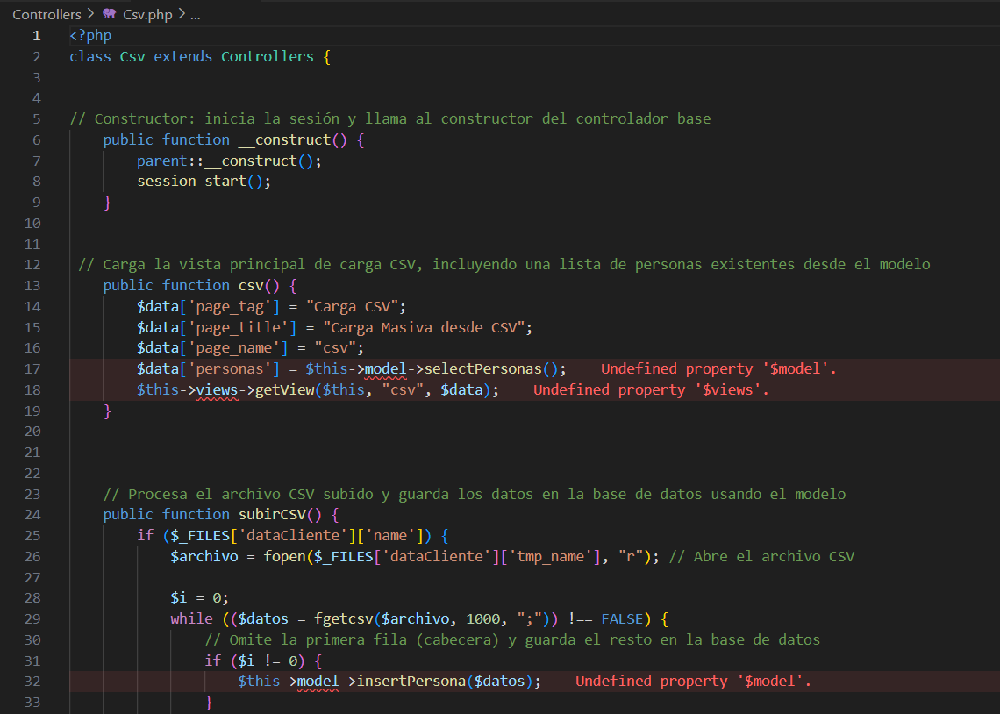 Controllers > Csv.php > ...
1 <?php
2 class Csv extends Controllers {
3
4
5 // Constructor: inicia la sesión y llama al constructor del controlador base
6     public function __construct() {
7         parent::__construct();
8         session_start();
9     }
10
11
12  // Carga la vista principal de carga CSV, incluyendo una lista de personas existentes desde el modelo
13     public function csv() {
14         $data['page_tag'] = "Carga CSV";
15         $data['page_title'] = "Carga Masiva desde CSV";
16         $data['page_name'] = "csv";
17         $data['personas'] = $this->model->selectPersonas();    Undefined property '$model'.
18         $this->views->getView($this, "csv", $data);    Undefined property '$views'.
19     }
20
21
22
23     // Procesa el archivo CSV subido y guarda los datos en la base de datos usando el modelo
24     public function subirCSV() {
25         if ($_FILES['dataCliente']['name']) {
26             $archivo = fopen($_FILES['dataCliente']['tmp_name'], "r"); // Abre el archivo CSV
27
28             $i = 0;
29             while (($datos = fgetcsv($archivo, 1000, ";")) !== FALSE) {
30                 // Omite la primera fila (cabecera) y guarda el resto en la base de datos
31                 if ($i != 0) {
32                     $this->model->insertPersona($datos);    Undefined property '$model'.
33                 }